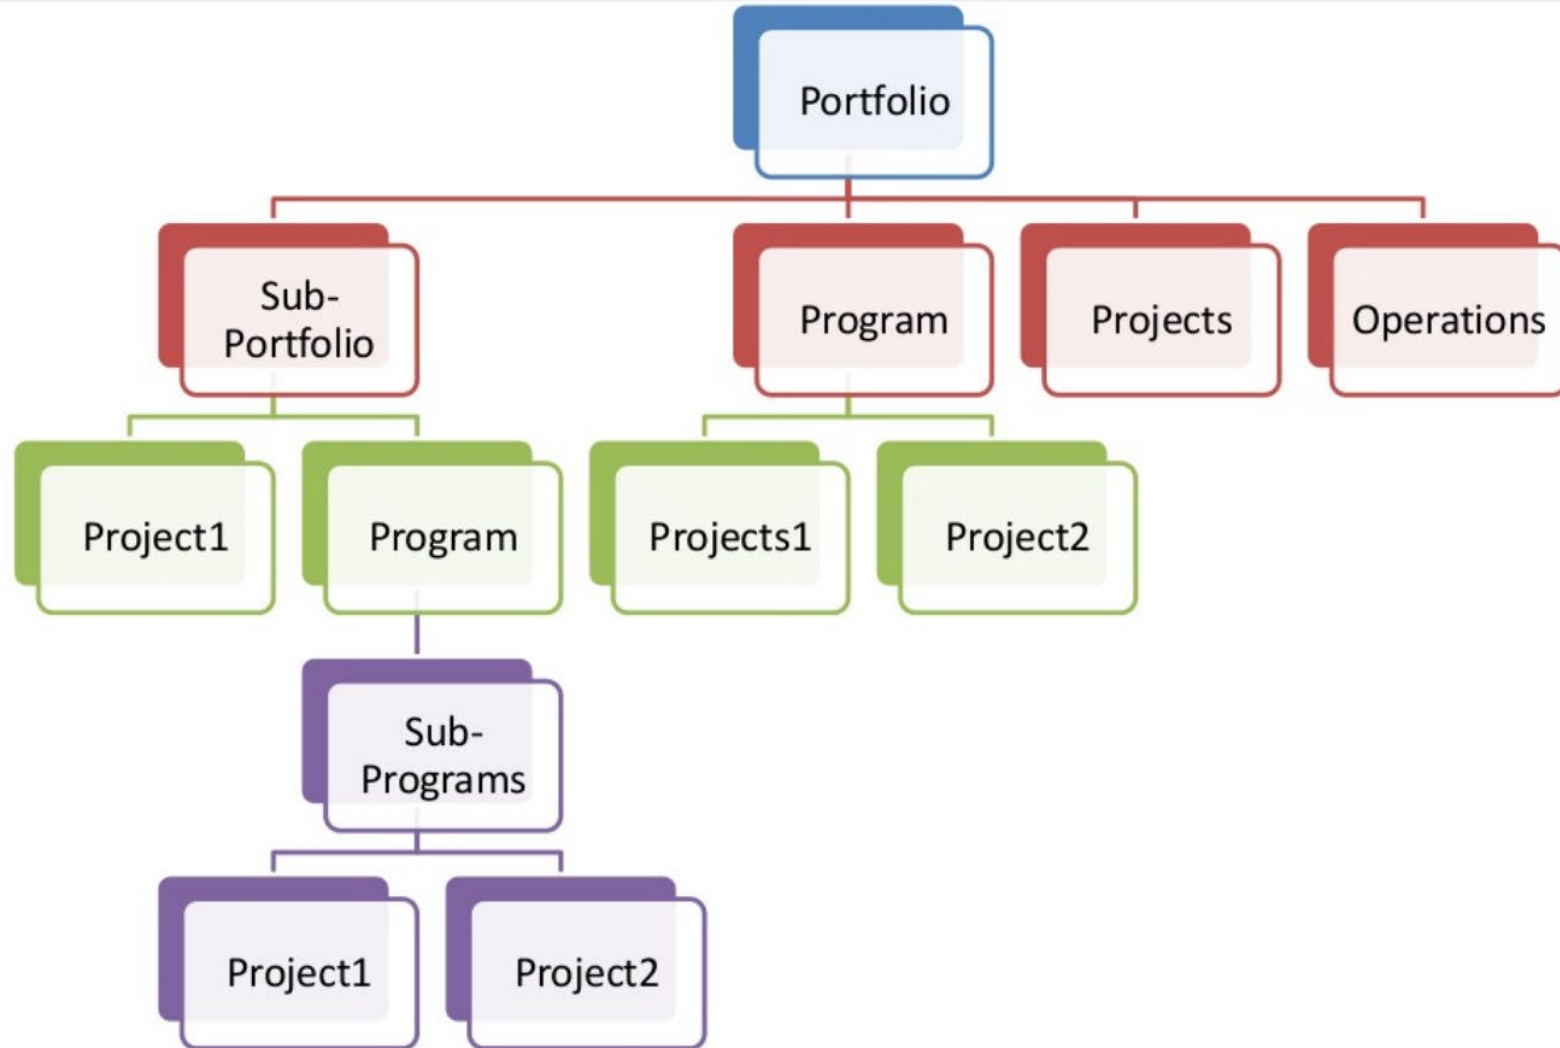 Portfolio
Sub-
Portfolio
Program
Projects
Operations
Project1
Program
Projects1
Project2
Sub-
Programs
Project1
Project2